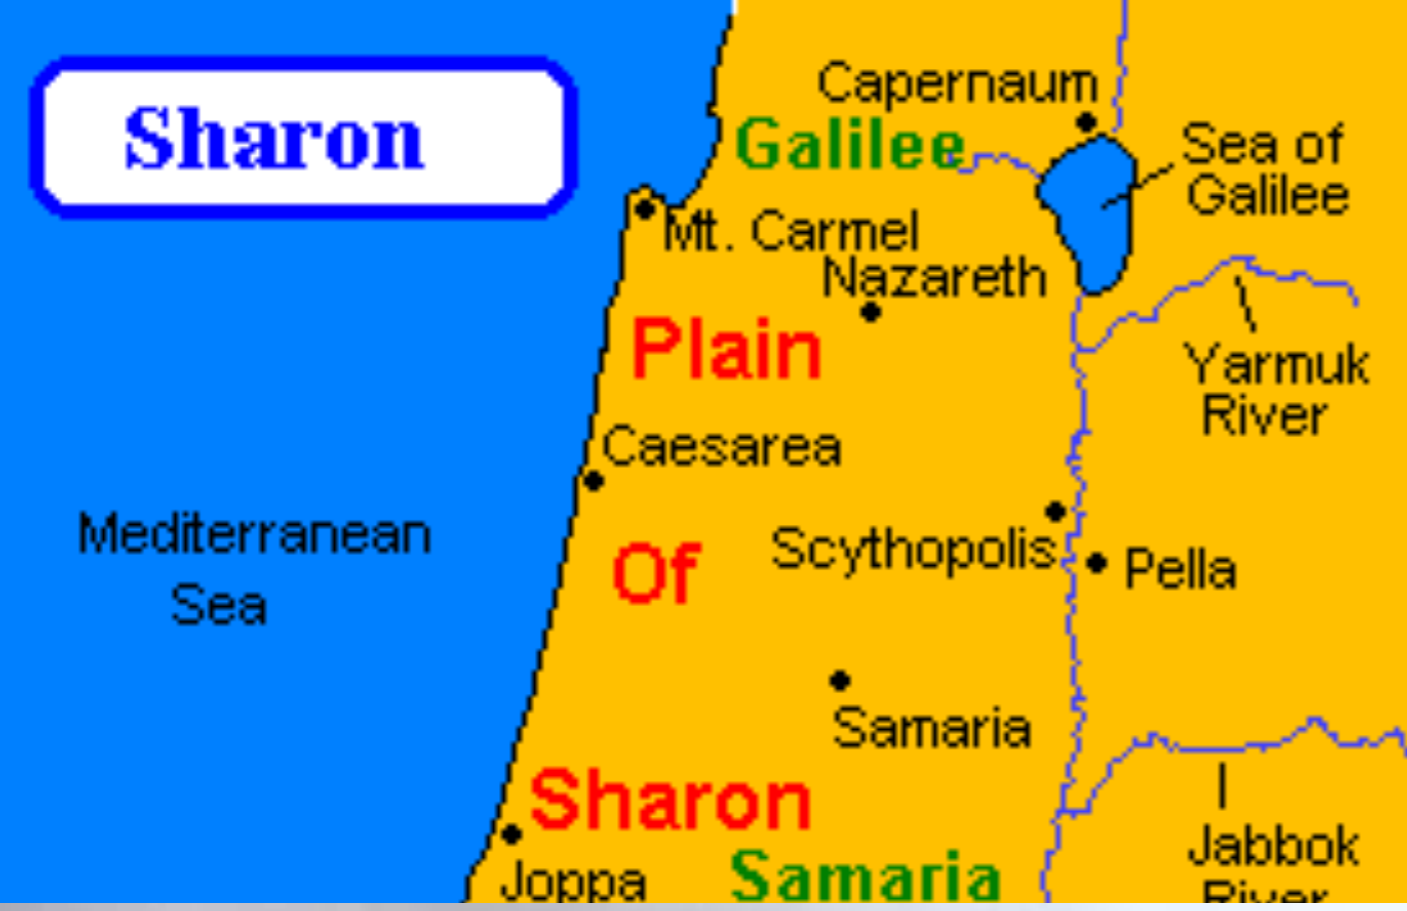 Sharon
Capernaum
Galilee
Sea of
Galilee
Mt. Carmel
Nazareth
Plain
Yarmuk
River
Caesarea
Mediterranean
Sea
Of
Scythopolis
Pella
Samaria
Sharon
Joppa
Samaria
Jabbok
River